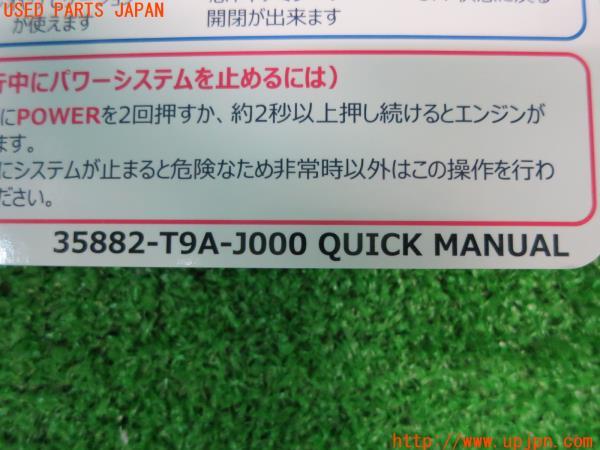 USED PARTS JAPAN
が使えます
開閉が出来ます
行中にパワーシステムを止めるには）
にPOWERを2回押すか、約2秒以上押し続けるとエンジンが
ます。
にシステムが止まると危険なため非常時以外はこの操作を行わ
ださい。
35882-T9A-J000 QUICK MANUAL
http://www.upjpn.com/